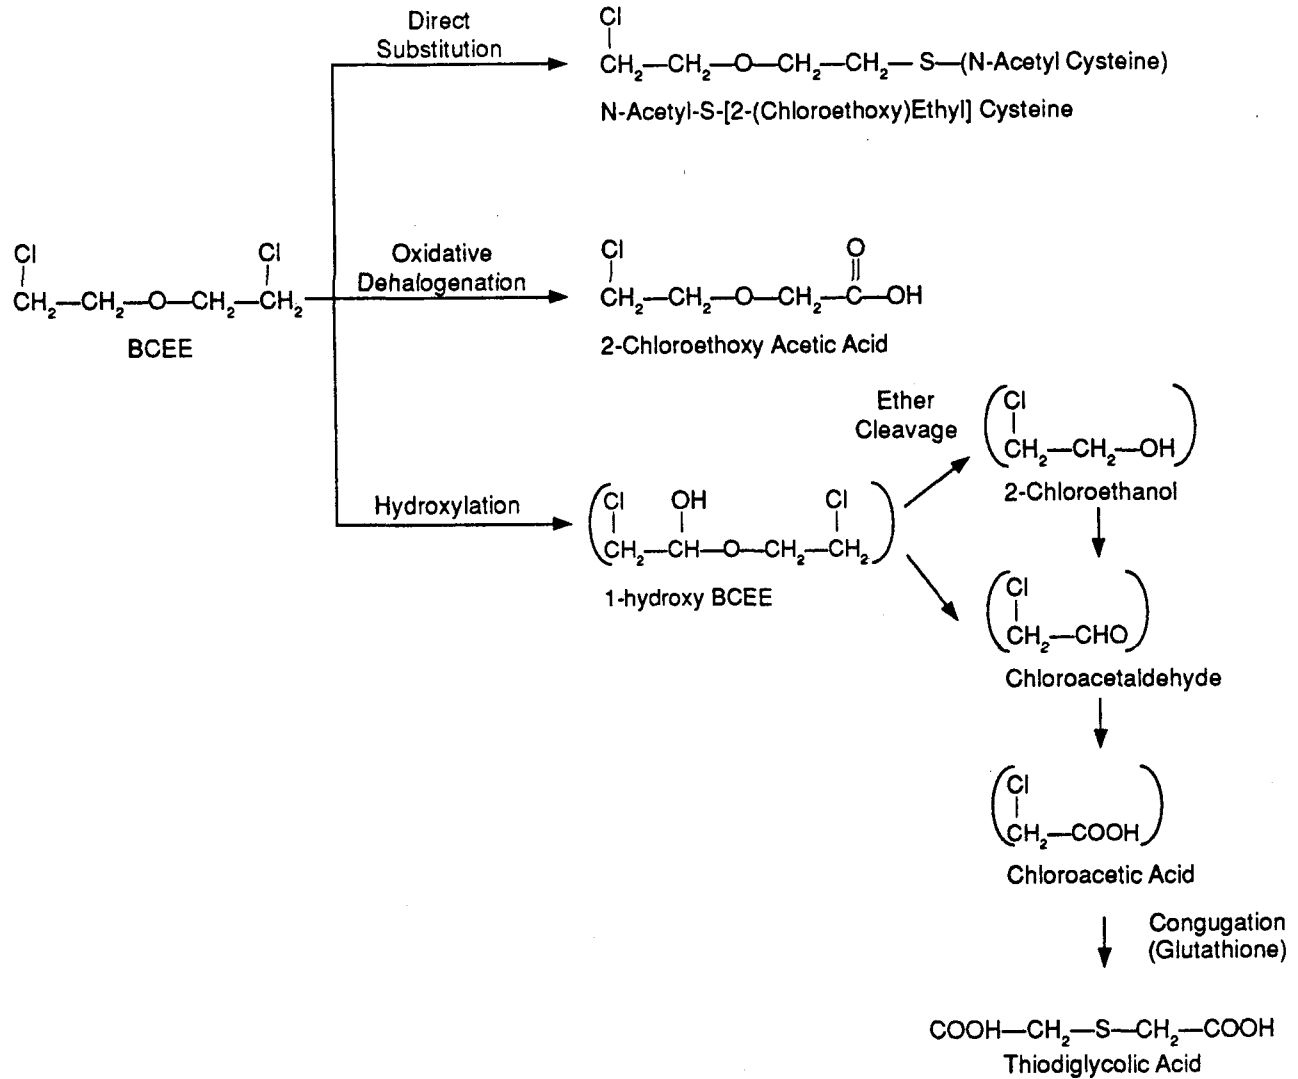 Direct
Substitution
Cl
CH₂—CH₂—O—CH₂—CH₂—S—(N-Acetyl Cysteine)
N-Acetyl-S-[2-(Chloroethoxy)Ethyl] Cysteine
Cl Cl
CH₂—CH₂—O—CH₂—CH₂
BCEE
Oxidative
Dehalogenation
Cl O
CH₂—CH₂—O—CH₂—C—OH
2-Chloroethoxy Acetic Acid
Hydroxylation
Cl OH Cl
CH₂—CH—O—CH₂—CH₂
1-hydroxy BCEE
Ether
Cleavage
Cl
CH₂—CH₂—OH
2-Chloroethanol
Cl
CH₂—CHO
Chloroacetaldehyde
Cl
CH₂—COOH
Chloroacetic Acid
Congugation
(Glutathione)
COOH—CH₂—S—CH₂—COOH
Thiodiglycolic Acid